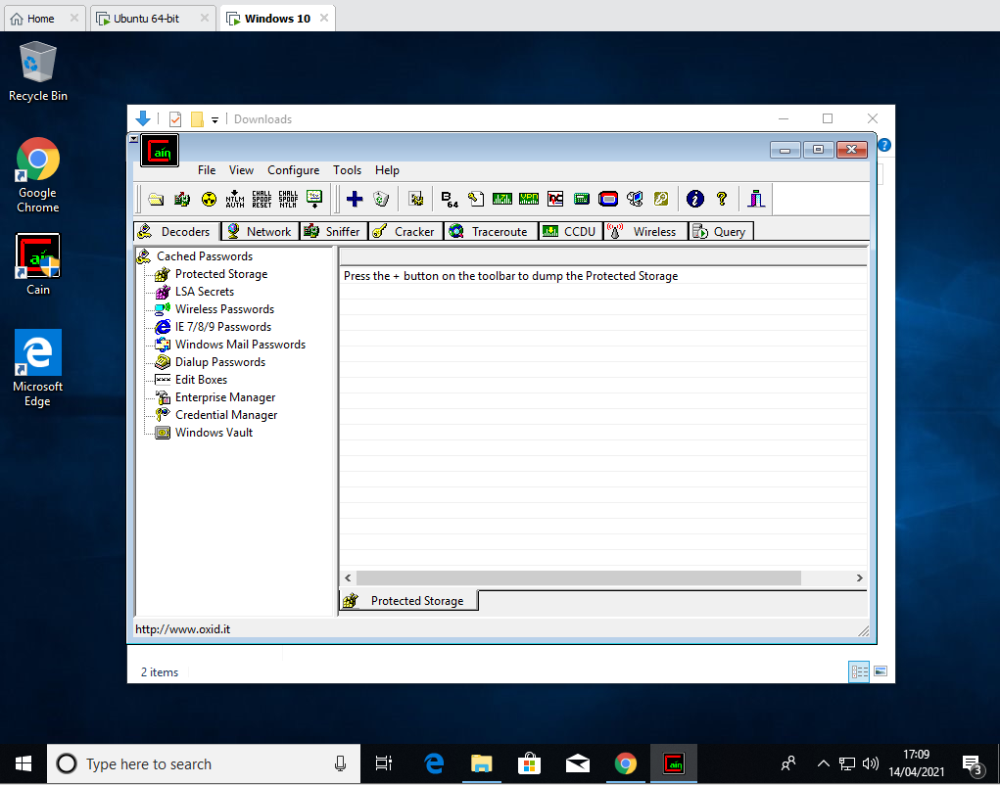 Home
Ubuntu 64-bit
Windows 10
Recycle Bin
Google
Chrome
Cain
Microsoft
Edge
Downloads
ain
File View Configure Tools Help
NTLM
AUTH
CHALL
SPOOF
RESET
CHALL
SPOOF
NTLM
B
64
Decoders Network Sniffer Cracker Traceroute CCDU Wireless Query
Cached Passwords
Protected Storage
LSA Secrets
Wireless Passwords
IE 7/8/9 Passwords
Windows Mail Passwords
Dialup Passwords
Edit Boxes
Enterprise Manager
Credential Manager
Windows Vault
Press the + button on the toolbar to dump the Protected Storage
Protected Storage
http://www.oxid.it
2 items
Type here to search
17:09
14/04/2021
3